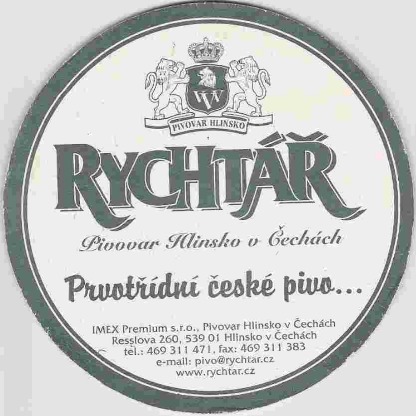 PIVOVAR HLINSKO
RYCHTÁŘ
Pivovar Hlinsko v Čechách
Prvotřídní české pivo...
IMEX Premium s.r.o., Pivovar Hlinsko v Čechách
Resslova 260, 539 01 Hlinsko v Čechách
tel.: 469 311 471, fax: 469 311 383
e-mail: pivo@rychtar.cz
www.rychtar.cz